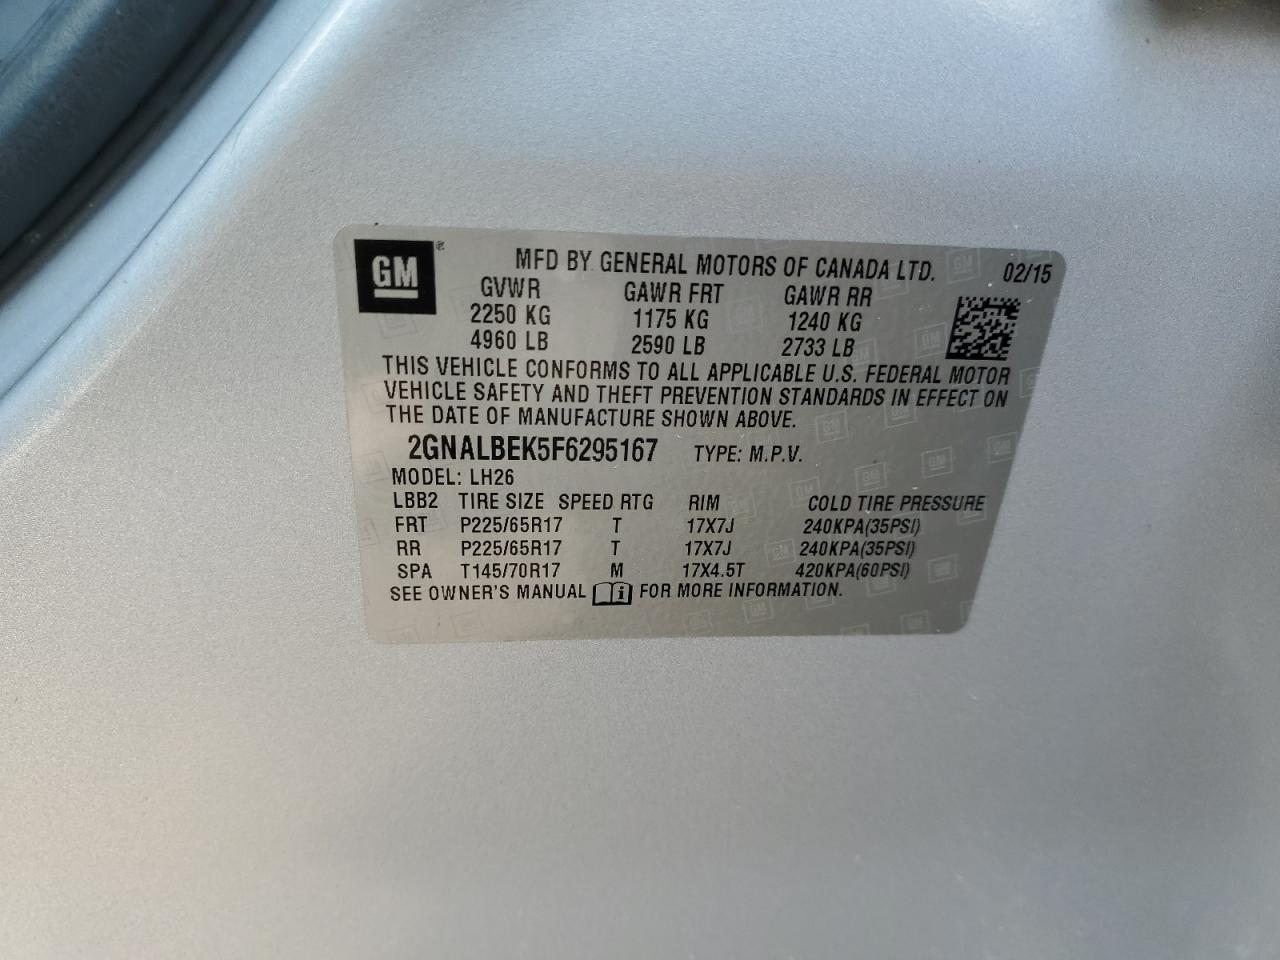 GM®
MFD BY GENERAL MOTORS OF CANADA LTD. 02/15
GVWR GAWR FRT GAWR RR
2250 KG 1175 KG 1240 KG
4960 LB 2590 LB 2733 LB
THIS VEHICLE CONFORMS TO ALL APPLICABLE U.S. FEDERAL MOTOR
VEHICLE SAFETY AND THEFT PREVENTION STANDARDS IN EFFECT ON
THE DATE OF MANUFACTURE SHOWN ABOVE.
2GNALBEK5F6295167 TYPE: M.P.V.
MODEL: LH26
LBB2 TIRE SIZE SPEED RTG RIM COLD TIRE PRESSURE
FRT P225/65R17 T 17X7J 240KPA(35PSI)
RR P225/65R17 T 17X7J 240KPA(35PSI)
SPA T145/70R17 M 17X4.5T 420KPA(60PSI)
SEE OWNER'S MANUAL i FOR MORE INFORMATION.